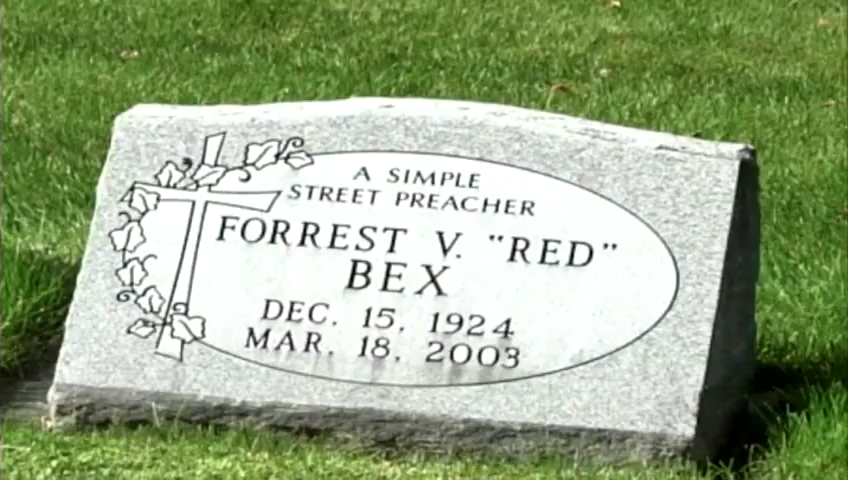 A SIMPLE
STREET PREACHER
FORREST V. "RED"
BEX
DEC. 15, 1924
MAR. 18, 2003